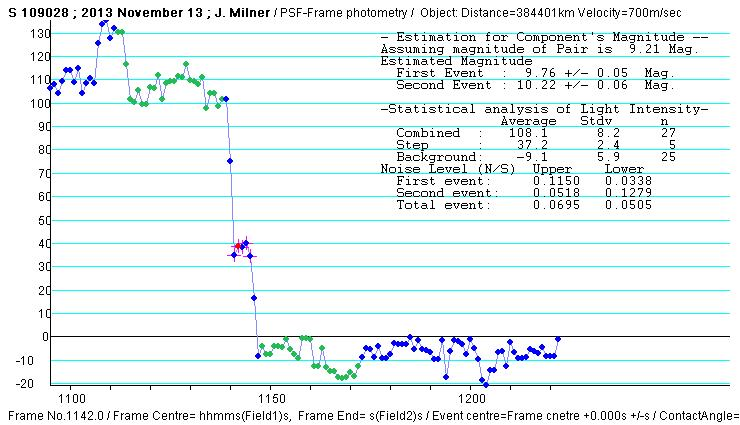 S 109028 ; 2013 November 13 ; J. Milner / PSF-Frame photometry / Object: Distance=384401km Velocity=700m/sec
130
120
110
100
90
80
70
60
50
40
30
20
10
0
-10
-20
1100
1150
1200
- Estimation for Component's Magnitude --
Assuming magnitude of Pair is 9.21 Mag.
Estimated Magnitude
First Event : 9.76 +/- 0.05 Mag.
Second Event : 10.22 +/- 0.06 Mag.
-Statistical analysis of Light Intensity-
Average Stdv n
Combined : 108.1 8.2 27
Step : 37.2 2.4 5
Background: -9.1 5.9 25
Noise Level (N/S) Upper Lower
First event: 0.1150 0.0338
Second event: 0.0518 0.1279
Total event: 0.0695 0.0505
Frame No.1142.0 / Frame Centre= hhmms(Field1)s, Frame End= s(Field2)s / Event centre=Frame cnetre +0.000s +/-s / ContactAngle=